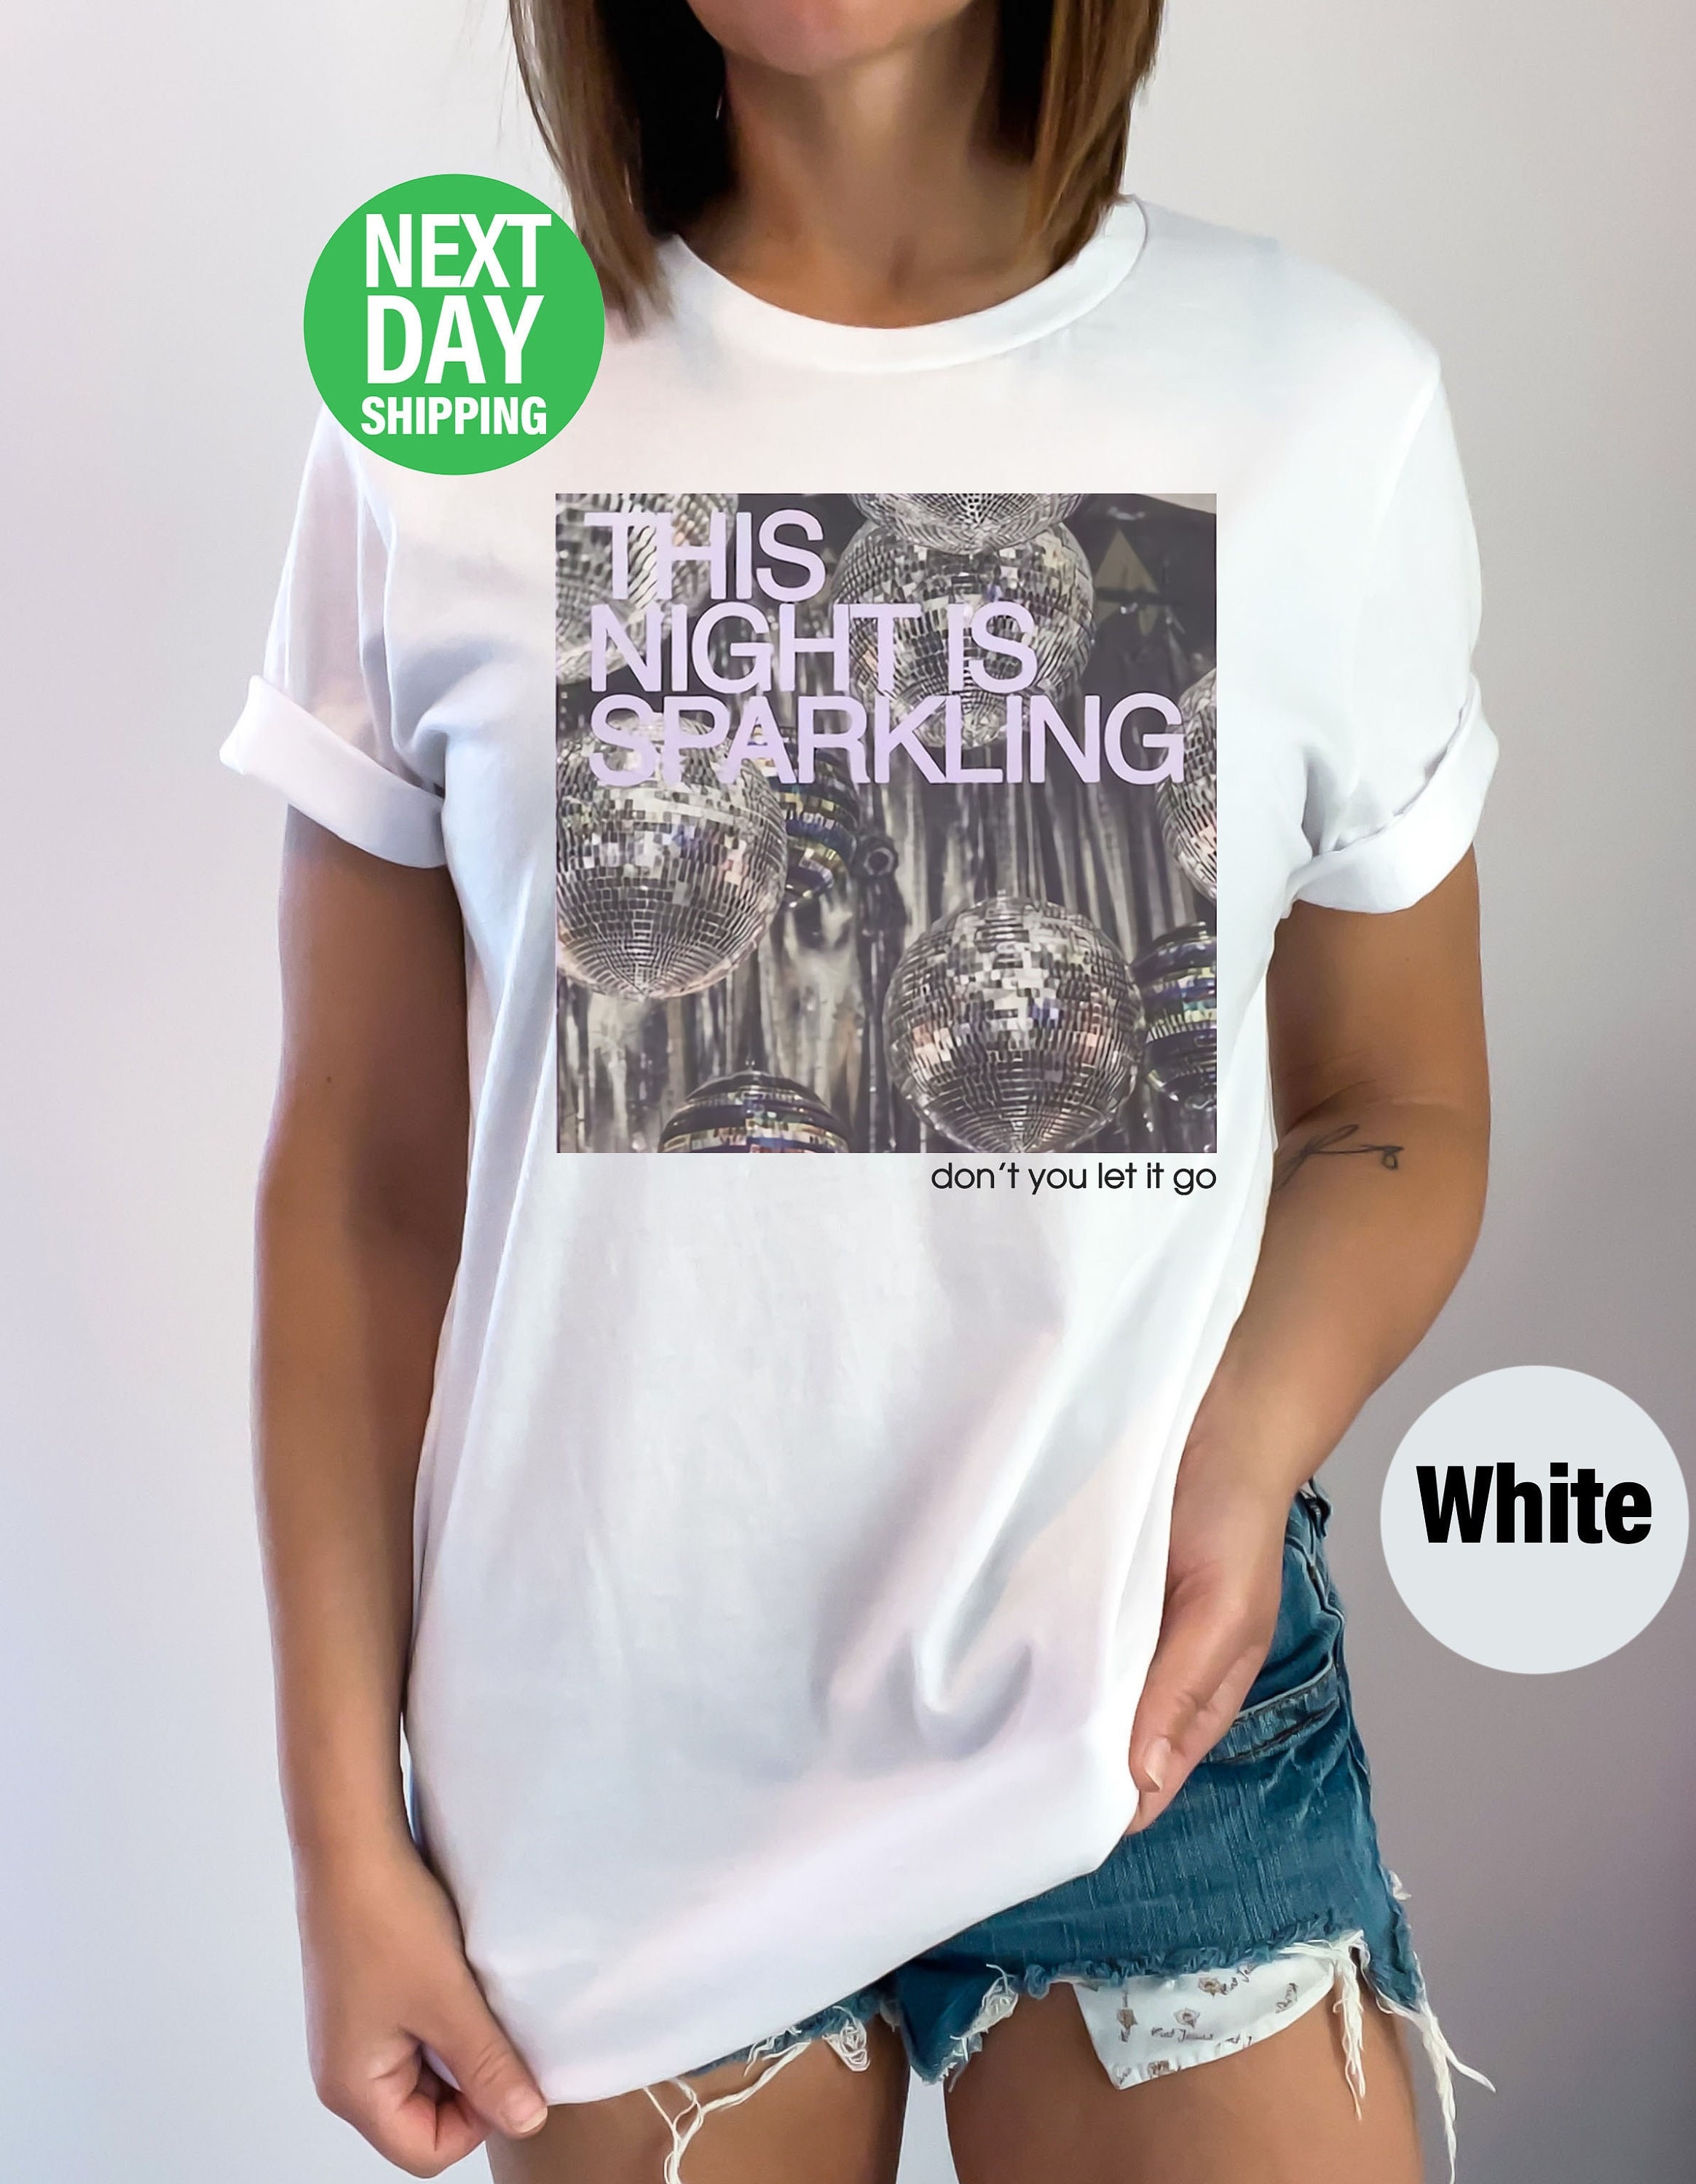 NEXT
DAY
SHIPPING
THIS
NIGHT IS
SPARKLING
don't you let it go
White